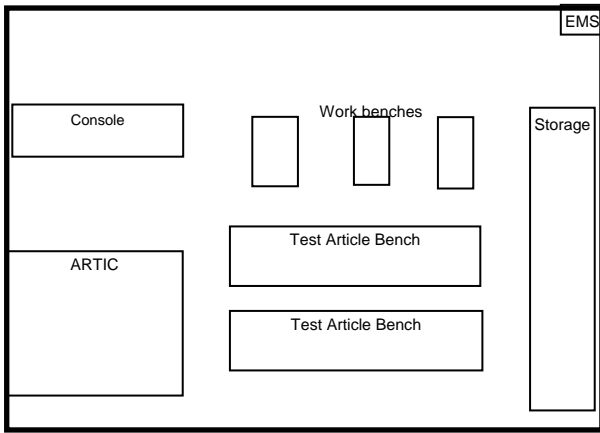 EMS
Work benches
Console
Storage
Test Article Bench
ARTIC
Test Article Bench